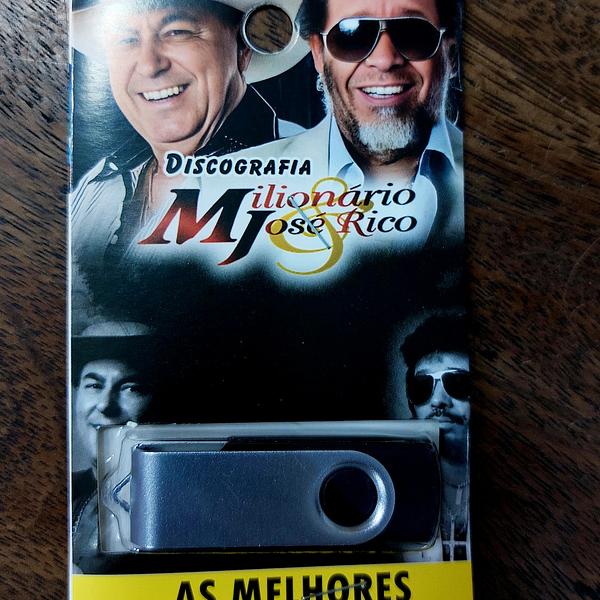 DISCOGRAFIA
Milionário
& José Rico
AS MELHORES